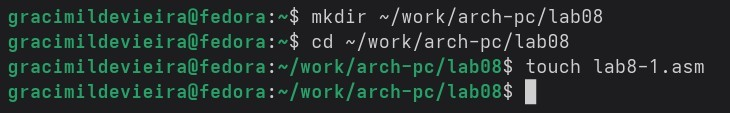 gracimildevieira@fedora:~$ mkdir ~/work/arch-pc/lab08
gracimildevieira@fedora:~$ cd ~/work/arch-pc/lab08
gracimildevieira@fedora:~/work/arch-pc/lab08$ touch lab8-1.asm
gracimildevieira@fedora:~/work/arch-pc/lab08$